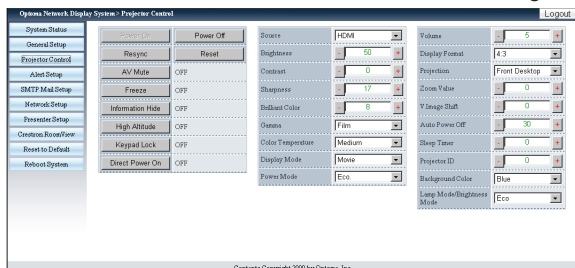 Optoma Network Display System > Projector Control
Logout
System Status
General Setup
Projector Control
Alert Setup
SMTP Mail Setup
Network Setup
Presenter Setup
Crestron RoomView
Reset to Default
Reboot System
Power On
Power Off
Resync
Reset
AV Mute OFF
Freeze OFF
Information Hide OFF
High Altitude OFF
Keypad Lock OFF
Direct Power On OFF
Source HDMI
Brightness - 50 +
Contrast - 0 +
Sharpness - 17 +
Brilliant Color - 8 +
Gamma Film
Color Temperature Medium
Display Mode Movie
Power Mode Eco.
Volume - 5 +
Display Format 4:3
Projection Front Desktop
Zoom Value - 0 +
V Image Shift - 0 +
Auto Power Off - 30 +
Sleep Timer - 0 +
Projector ID - 0 +
Background Color Blue
Lamp Mode/Brightness
Mode Eco
Contents Copyright 2009 by Optoma, Inc.